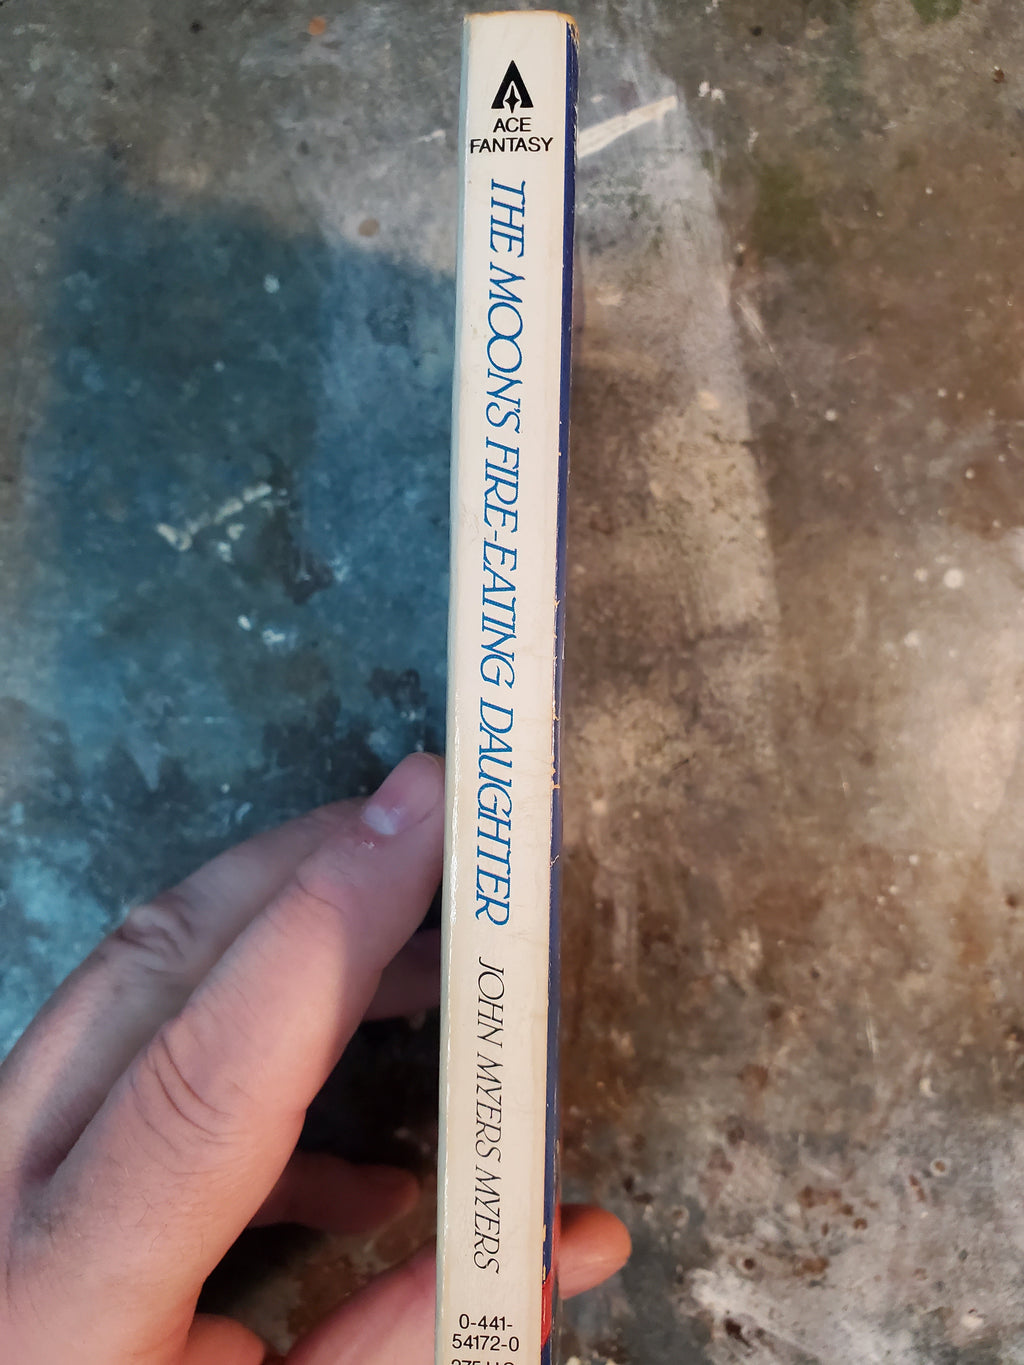 ACE
FANTASY
THE MOON'S FIRE-EATING DAUGHTER
JOHN MYERS MYERS
0-441-
54172-0